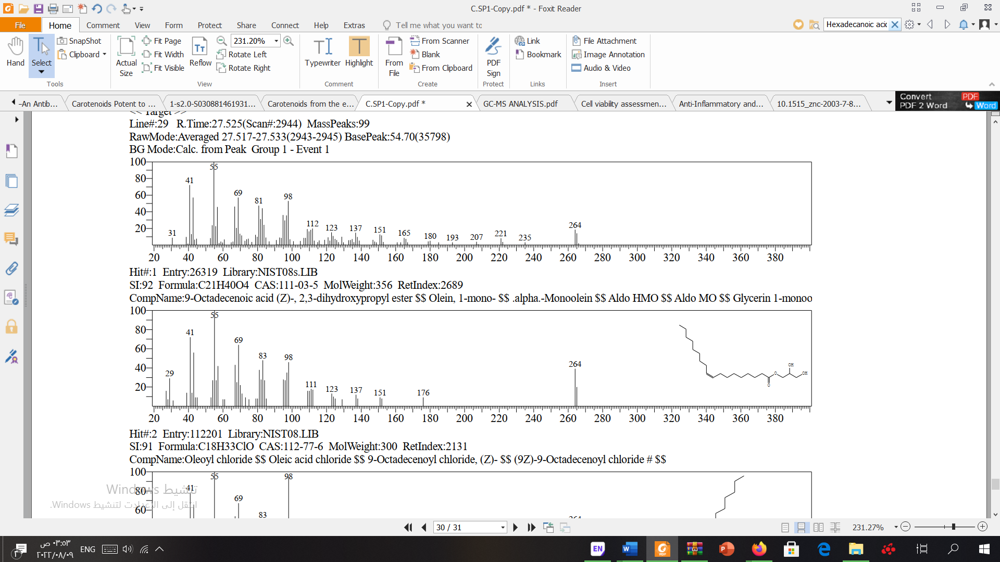 C.SP1-Copy.pdf * - Foxit Reader
File Home Comment View Form Protect Share Connect Help Extras Tell me what you want to Hexadecanoic acid
Hand Select SnapShot Clipboard
Tools
Actual Size Fit Page Fit Width Fit Visible Reflow 231.20% Rotate Left Rotate Right
View
Typewriter Highlight
Comment
From File From Scanner Blank From Clipboard
Create
PDF Sign
Protect
Link Bookmark
Links
File Attachment Image Annotation Audio & Video
Insert
–An Antib... Carotenoids Potent to ... 1-s2.0-S030881461931... Carotenoids from the e... C.SP1-Copy.pdf * GC-MS ANALYSIS.pdf Cell viability assessmen... Anti-Inflammatory and... 10.1515_znc-2003-7-8...
Convert PDF 2 Word PDF Word
<< Target >>
Line#:29 R.Time:27.525(Scan#:2944) MassPeaks:99
RawMode:Averaged 27.517-27.533(2943-2945) BasePeak:54.70(35798)
BG Mode:Calc. from Peak Group 1 - Event 1
100 80 60 40 20
31 41 55 69 81 98 112 123 137 151 165 180 193 207 221 235 264
20 40 60 80 100 120 140 160 180 200 220 240 260 280 300 320 340 360 380
Hit#:1 Entry:26319 Library:NIST08s.LIB
SI:92 Formula:C21H40O4 CAS:111-03-5 MolWeight:356 RetIndex:2689
CompName:9-Octadecenoic acid (Z)-, 2,3-dihydroxypropyl ester $$ Olein, 1-mono- $$ .alpha.-Monoolein $$ Aldo HMO $$ Aldo MO $$ Glycerin 1-monoo
100 80 60 40 20
29 41 55 69 83 98 111 123 137 151 176 264
OH
O OH
O
20 40 60 80 100 120 140 160 180 200 220 240 260 280 300 320 340 360 380
Hit#:2 Entry:112201 Library:NIST08.LIB
SI:91 Formula:C18H33ClO CAS:112-77-6 MolWeight:300 RetIndex:2131
CompName:Oleoyl chloride $$ Oleic acid chloride $$ 9-Octadecenoyl chloride, (Z)- $$ (9Z)-9-Octadecenoyl chloride # $$
100 80 60
41 55 69 83 98 264
تنشيط Windows
انتقل إلى الإعدادات لتنشيط Windows.
30 / 31
231.27%
ENG
٠٣:٥٣ ص
٢٠٢٢/٠٨/٠٩
EN